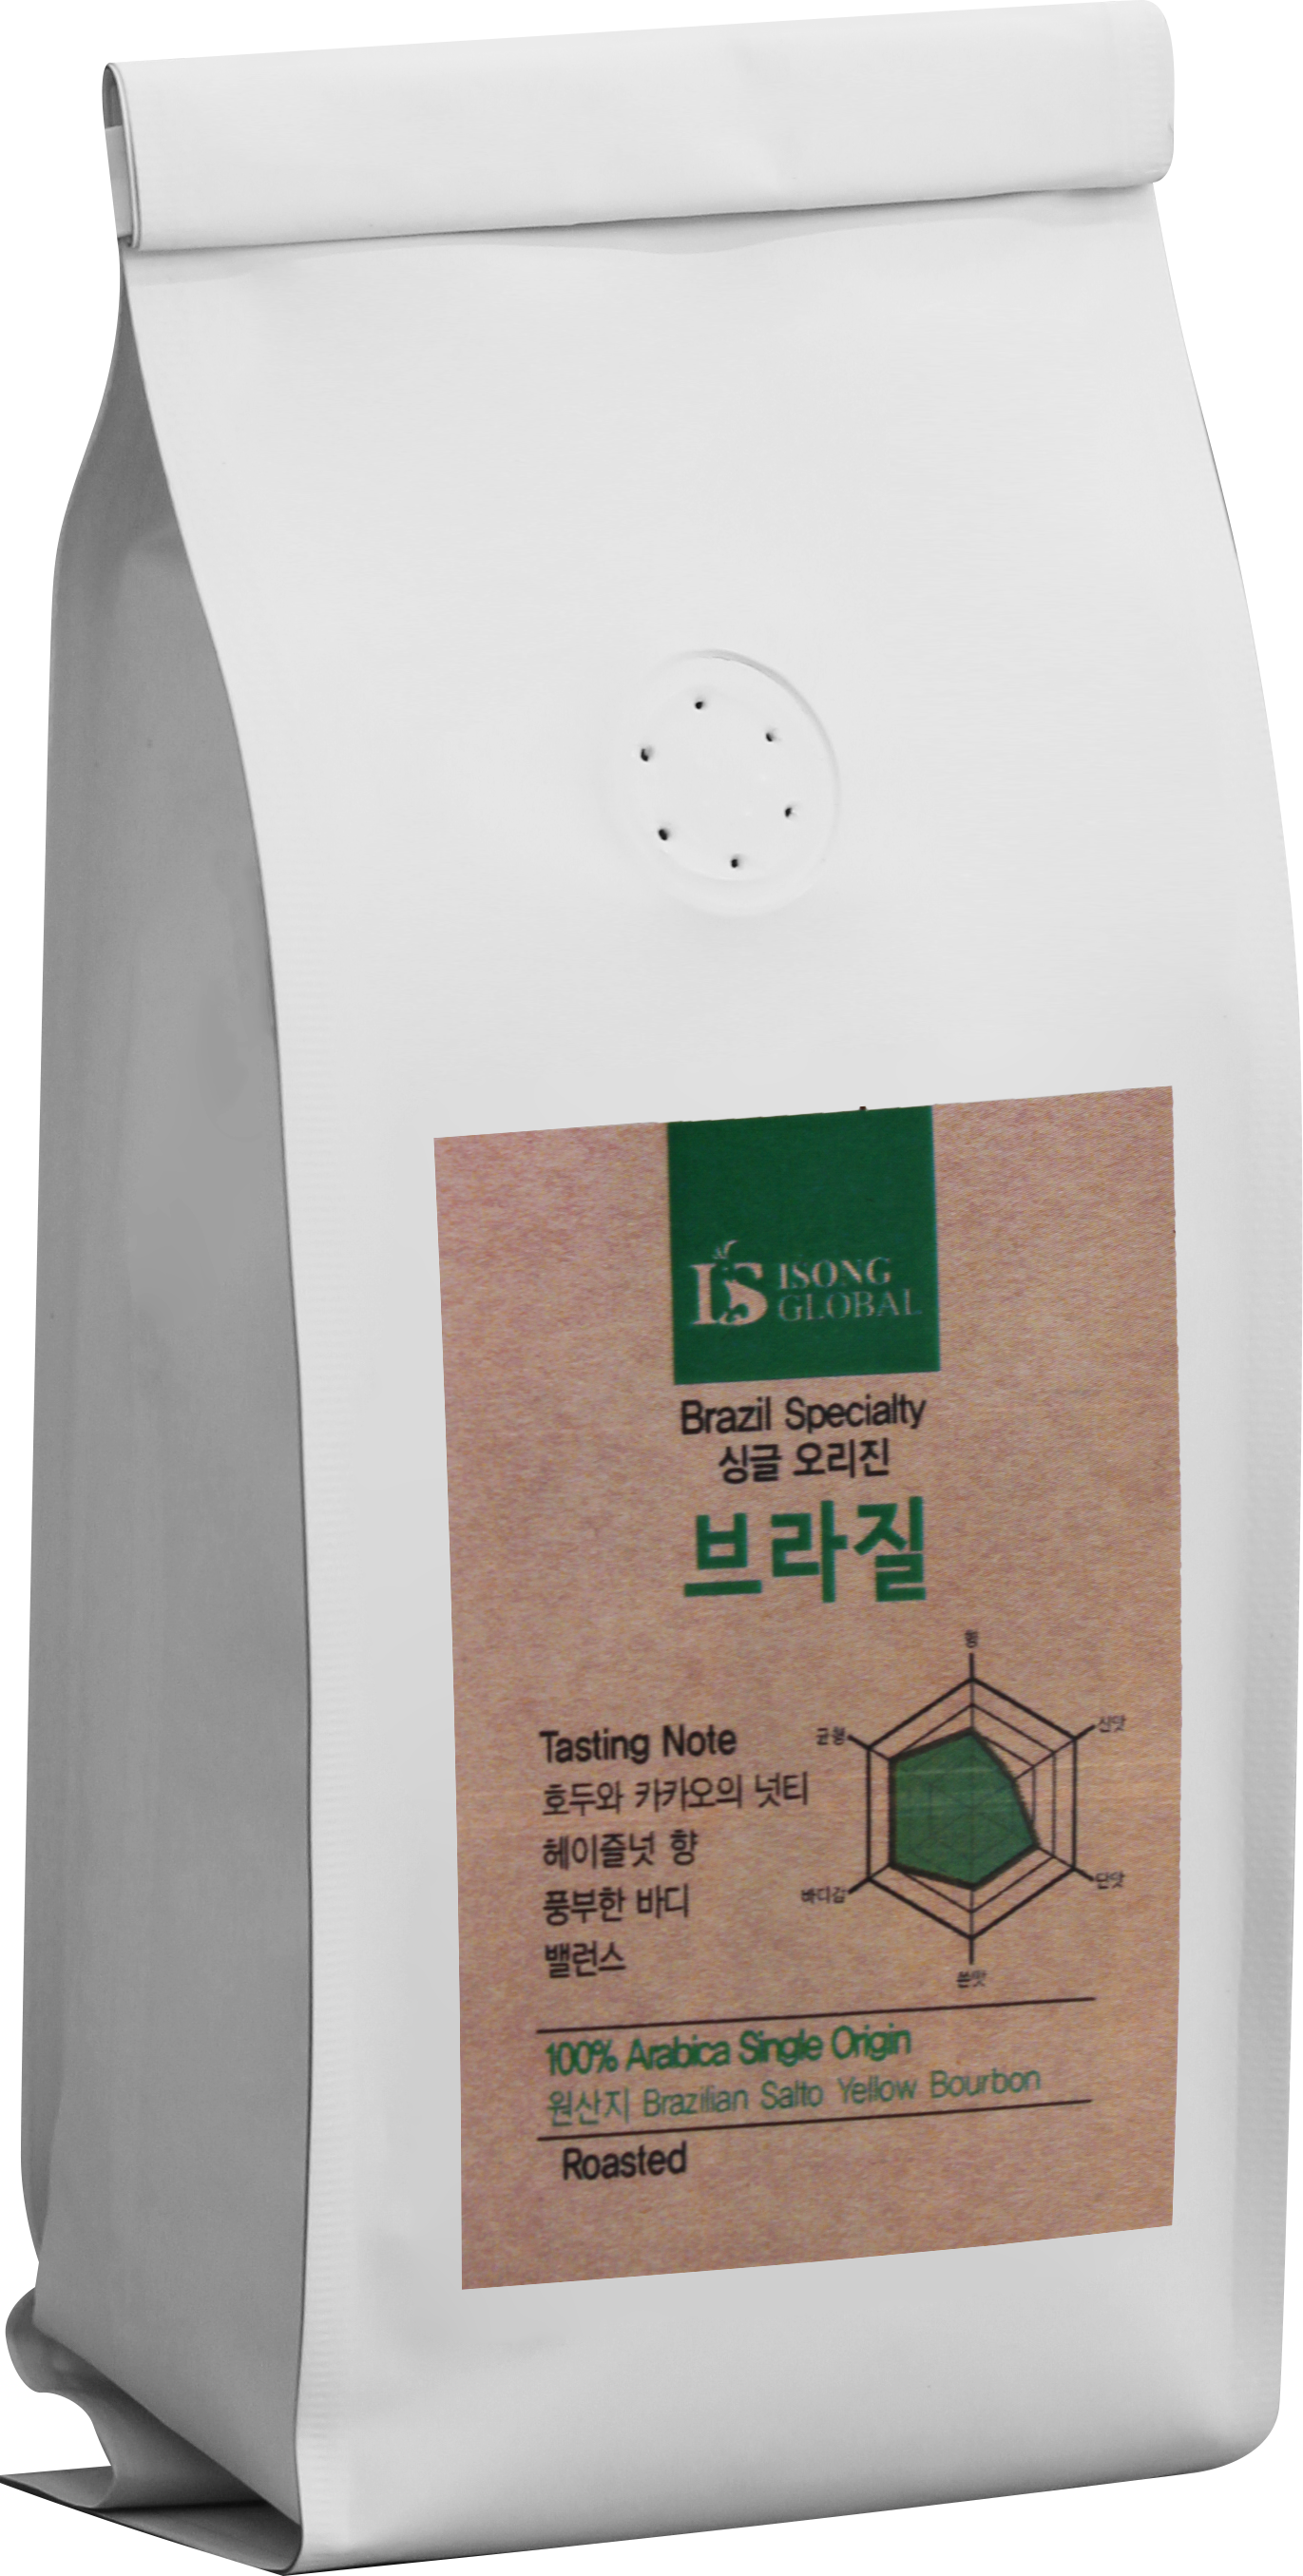 IS ISONG
GLOBAL
Brazil Specialty
싱글 오리진
브라질
향
신맛
균형
Tasting Note
호두와 카카오의 넛티
헤이즐넛 향
풍부한 바디
밸런스
단맛
바디감
쓴맛
100% Arabica Single Origin
원산지 Brazilian Salto Yellow Bourbon
Roasted